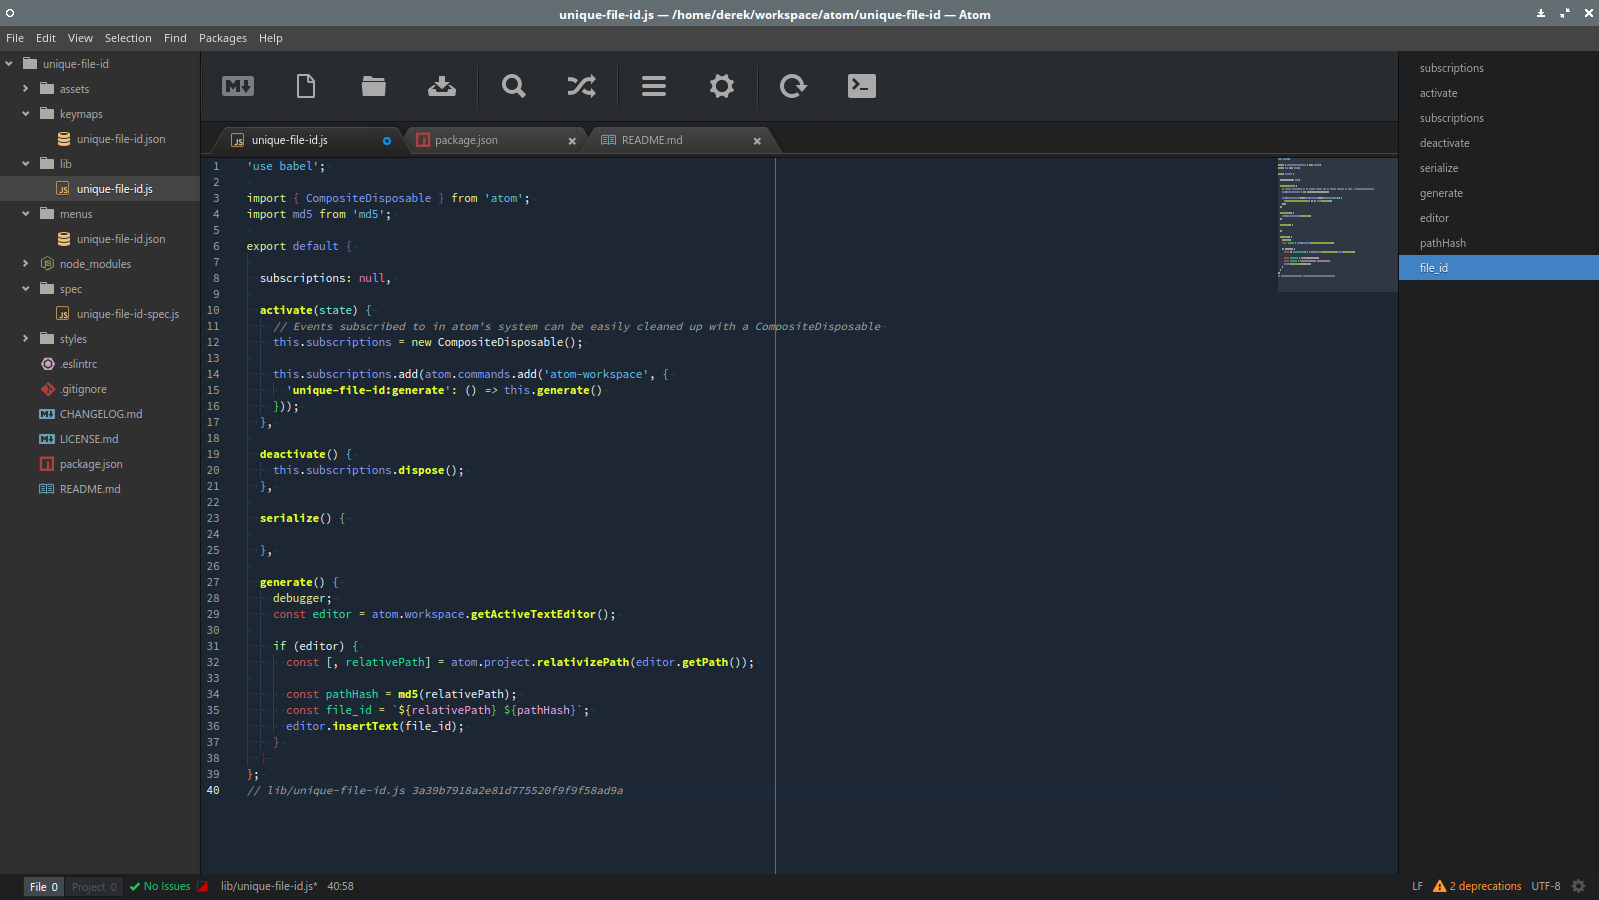 unique-file-id.js — /home/derek/workspace/atom/unique-file-id — Atom
File Edit View Selection Find Packages Help
unique-file-id
assets
keymaps
unique-file-id.json
lib
unique-file-id.js
menus
unique-file-id.json
node_modules
spec
unique-file-id-spec.js
styles
.eslintrc
.gitignore
CHANGELOG.md
LICENSE.md
package.json
README.md
unique-file-id.js package.json README.md
1 'use babel';
2
3 import { CompositeDisposable } from 'atom';
4 import md5 from 'md5';
5
6 export default {
7
8 subscriptions: null,
9
10 activate(state) {
11 // Events subscribed to in atom's system can be easily cleaned up with a CompositeDisposable
12 this.subscriptions = new CompositeDisposable();
13
14 this.subscriptions.add(atom.commands.add('atom-workspace', {
15 'unique-file-id:generate': () => this.generate()
16 }));
17 },
18
19 deactivate() {
20 this.subscriptions.dispose();
21 },
22
23 serialize() {
24
25 },
26
27 generate() {
28 debugger;
29 const editor = atom.workspace.getActiveTextEditor();
30
31 if (editor) {
32 const [, relativePath] = atom.project.relativizePath(editor.getPath());
33
34 const pathHash = md5(relativePath);
35 const file_id = `${relativePath} ${pathHash}`;
36 editor.insertText(file_id);
37 }
38 }
39 };
40 // lib/unique-file-id.js 3a39b7918a2e81d775520f9f9f58ad9a
subscriptions
activate
subscriptions
deactivate
serialize
generate
editor
pathHash
file_id
File 0 Project 0 No Issues lib/unique-file-id.js* 40:58 LF 2 deprecations UTF-8